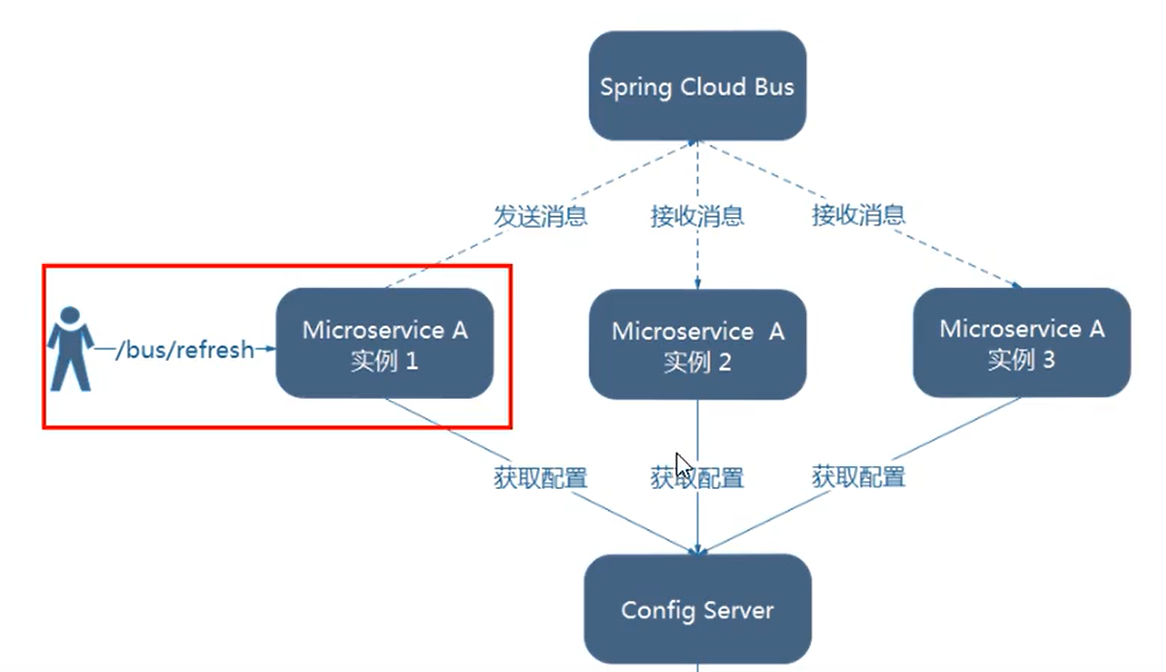 Spring Cloud Bus
发送消息
接收消息
接收消息
/bus/refresh
Microservice A
实例 1
Microservice A
实例 2
Microservice A
实例 3
获取配置
获取配置
获取配置
Config Server